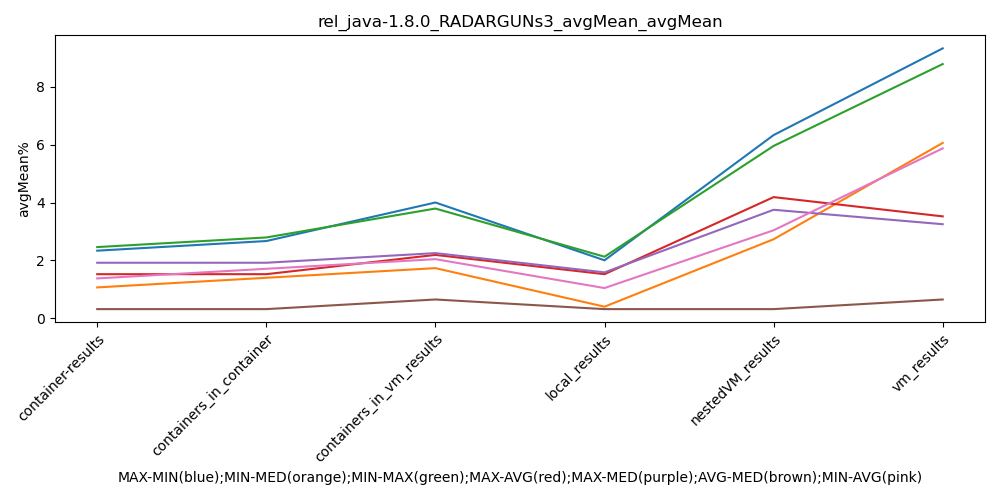 rel_java-1.8.0_RADARGUNs3_avgMean_avgMean
avgMean%
8
6
4
2
0
container-results
containers_in_container
containers_in_vm_results
local_results
nestedVM_results
vm_results
MAX-MIN(blue);MIN-MED(orange);MIN-MAX(green);MAX-AVG(red);MAX-MED(purple);AVG-MED(brown);MIN-AVG(pink)